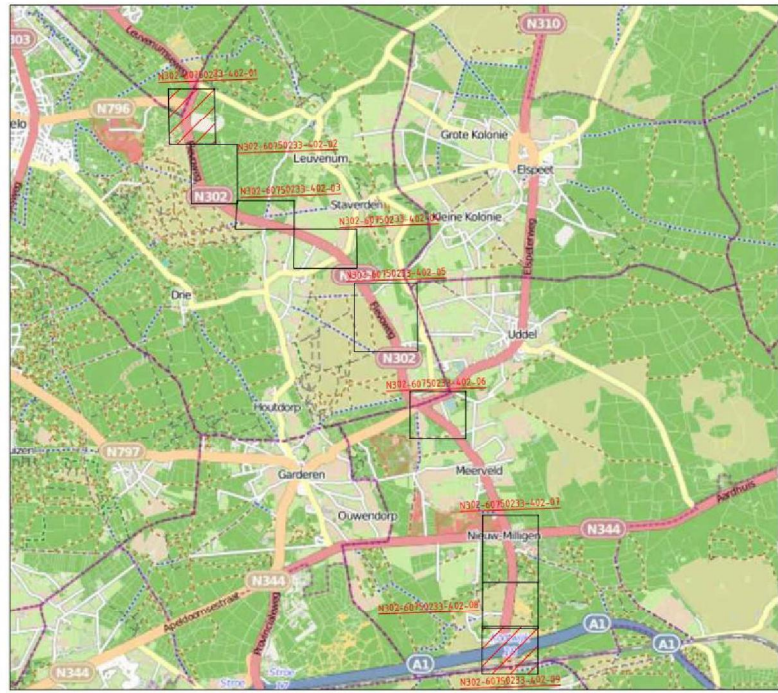 N303
Leuvenumseweg
N310
N302-60750233-402-01
N796
elo
Grote Kolonie
N302-60750233-402-02
Leuvenum
Elspeet
N302-60750233-402-03
N302
Staverden
N302-60750233-402-04
Kleine Kolonie
Elspeterweg
N302-60750233-402-05
Drie
Uddel
N302
N302-60750233-402-06
Houtdorp
N797
uizen
Garderen
Meerveld
Aardhuis
N302-60750233-402-07
Ouwendorp
Nieuw-Milligen
N344
N344
N302-60750233-402-08
Apeldoornsestraat
A1
A1
N344
Stroe
N302-60750233-402-09